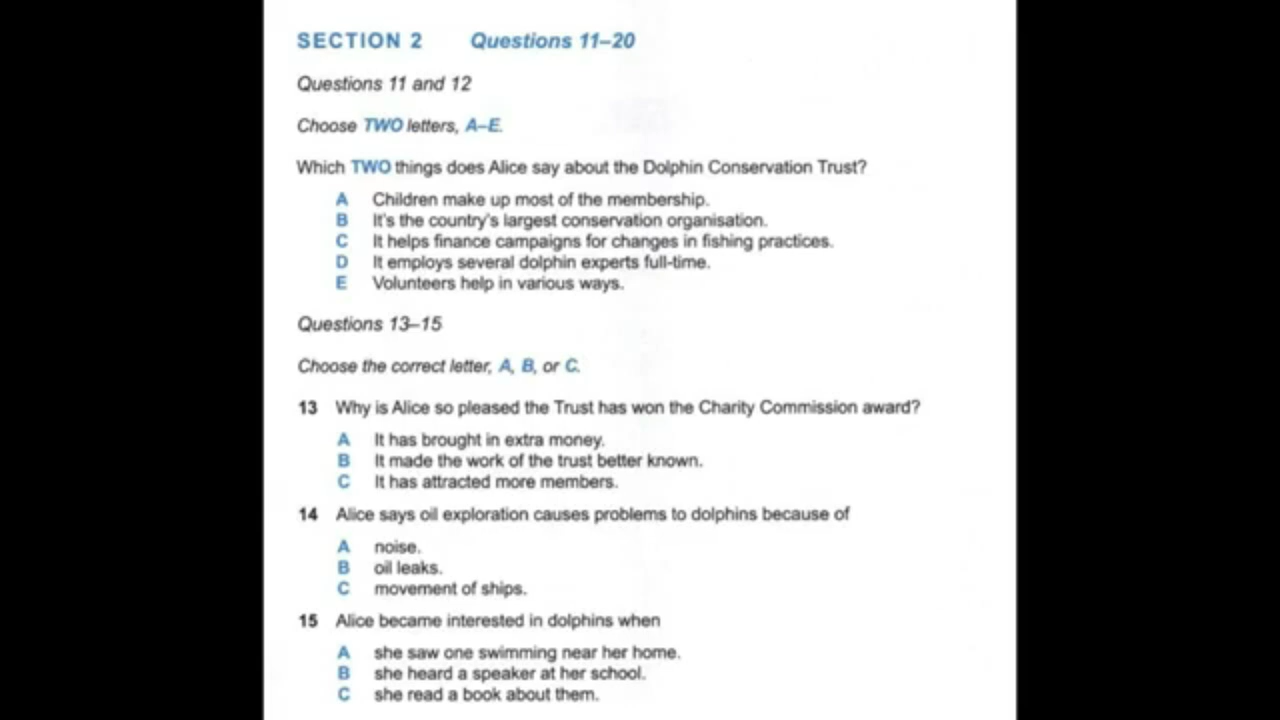 SECTION 2 Questions 11–20
Questions 11 and 12
Choose TWO letters, A–E.
Which TWO things does Alice say about the Dolphin Conservation Trust?
A Children make up most of the membership.
B It's the country's largest conservation organisation.
C It helps finance campaigns for changes in fishing practices.
D It employs several dolphin experts full-time.
E Volunteers help in various ways.
Questions 13–15
Choose the correct letter, A, B, or C.
13 Why is Alice so pleased the Trust has won the Charity Commission award?
A It has brought in extra money.
B It made the work of the trust better known.
C It has attracted more members.
14 Alice says oil exploration causes problems to dolphins because of
A noise.
B oil leaks.
C movement of ships.
15 Alice became interested in dolphins when
A she saw one swimming near her home.
B she heard a speaker at her school.
C she read a book about them.